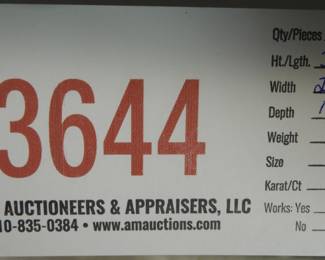 Qty/Pieces
Ht./Lgth.
Width
3644
Depth
Weight
Size
AUCTIONEERS & APPRAISERS, LLC
Karat/Ct
10-835-0384 • www.amauctions.com
Works: Yes
No